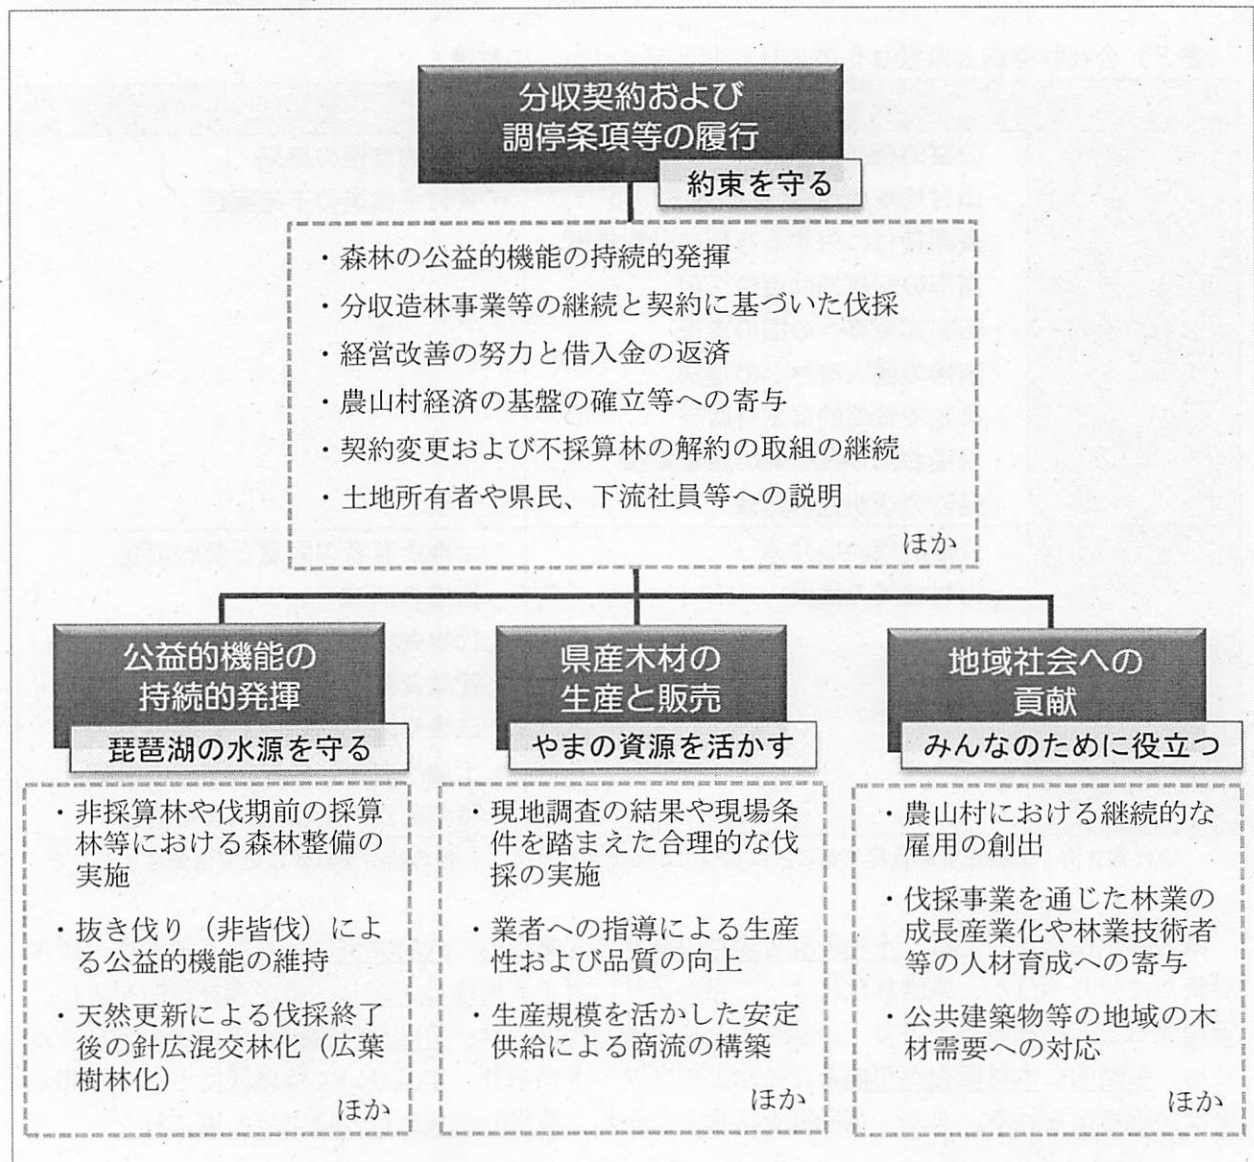 分収契約および
調停条項等の履行
約束を守る
・森林の公益的機能の持続的発揮
・分収造林事業等の継続と契約に基づいた伐採
・経営改善の努力と借入金の返済
・農山村経済の基盤の確立等への寄与
・契約変更および不採算林の解約の取組の継続
・土地所有者や県民、下流社員等への説明
ほか
公益的機能の
持続的発揮
琵琶湖の水源を守る
・非採算林や伐期前の採算
林等における森林整備の
実施
・抜き伐り（非皆伐）によ
る公益的機能の維持
・天然更新による伐採終了
後の針広混交林化（広葉
樹林化）
ほか
県産木材の
生産と販売
やまの資源を活かす
・現地調査の結果や現場条
件を踏まえた合理的な伐
採の実施
・業者への指導による生産
性および品質の向上
・生産規模を活かした安定
供給による商流の構築
ほか
地域社会への
貢献
みんなのために役立つ
・農山村における継続的な
雇用の創出
・伐採事業を通じた林業の
成長産業化や林業技術者
等の人材育成への寄与
・公共建築物等の地域の木
材需要への対応
ほか